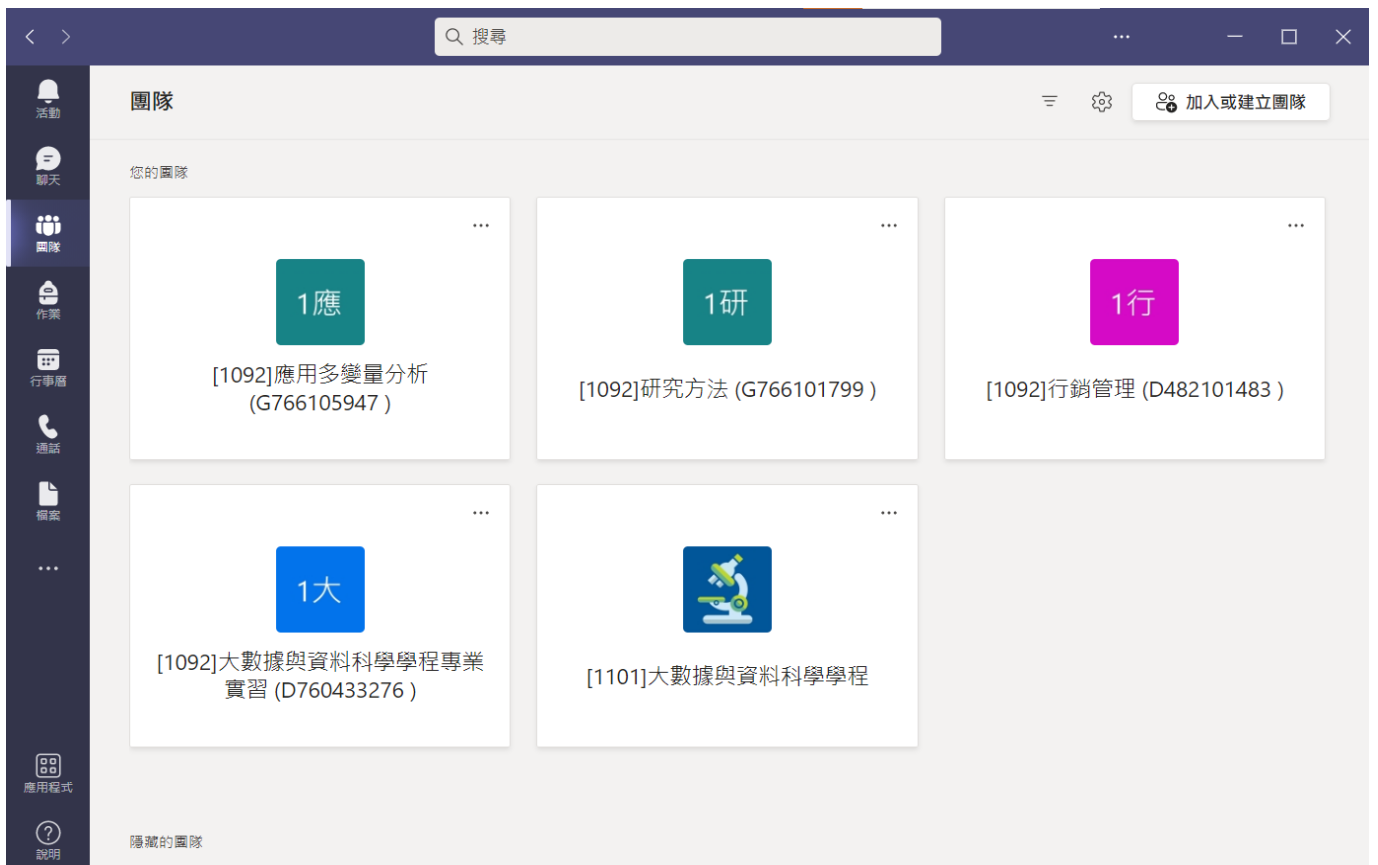 搜尋
活動
聊天
團隊
作業
行事曆
通話
檔案
應用程式
說明
團隊
加入或建立團隊
您的團隊
1應
[1092]應用多變量分析
(G766105947 )
1研
[1092]研究方法 (G766101799 )
1行
[1092]行銷管理 (D482101483 )
1大
[1092]大數據與資料科學學程專業
實習 (D760433276 )
[1101]大數據與資料科學學程
隱藏的團隊